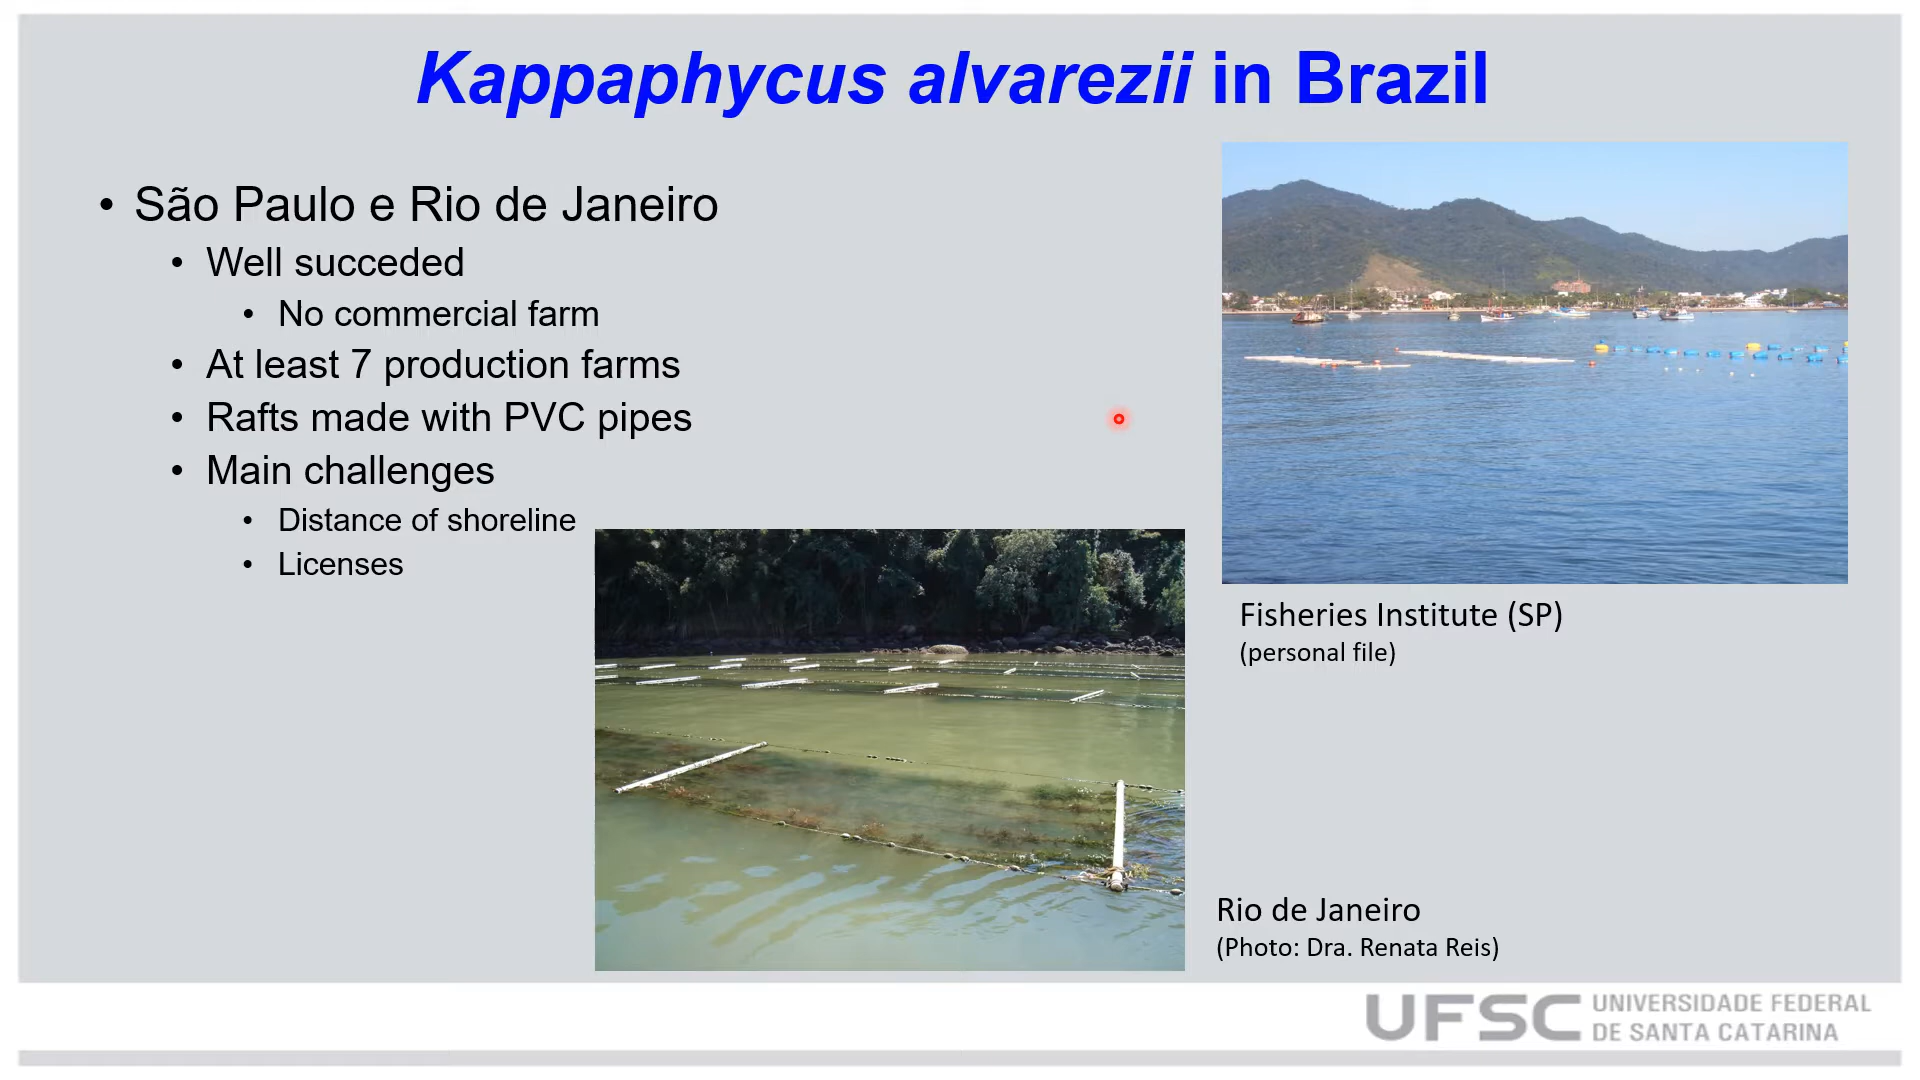 Kappaphycus alvarezii in Brazil
• São Paulo e Rio de Janeiro
• Well succeded
• No commercial farm
• At least 7 production farms
• Rafts made with PVC pipes
• Main challenges
• Distance of shoreline
• Licenses
Fisheries Institute (SP)
(personal file)
Rio de Janeiro
(Photo: Dra. Renata Reis)
UFSC UNIVERSIDADE FEDERAL
DE SANTA CATARINA